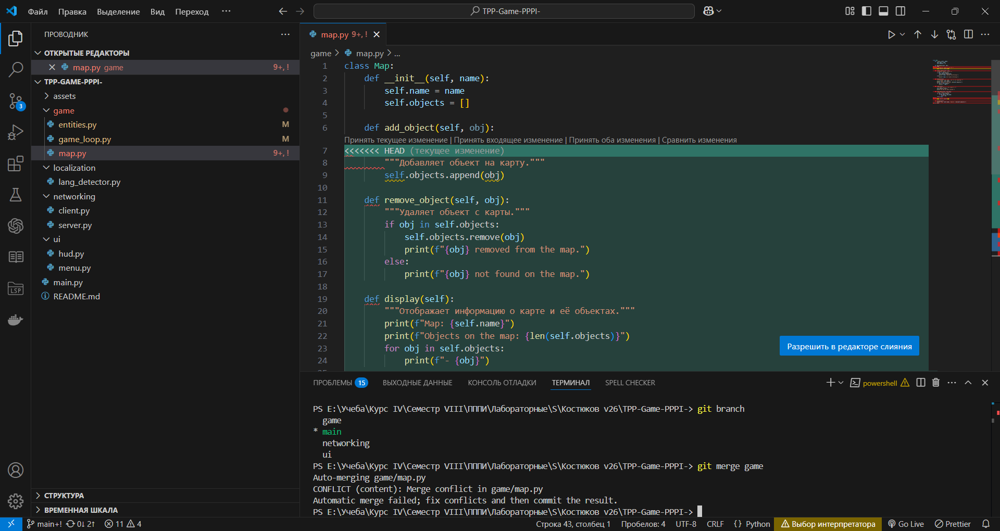 Файл Правка Выделение Вид Переход ···
TPP-Game-PPPI-
ПРОВОДНИК
ОТКРЫТЫЕ РЕДАКТОРЫ
map.py game 9+, !
TPP-GAME-PPPI-
assets
game
entities.py M
game_loop.py M
map.py 9+, !
localization
lang_detector.py
networking
client.py
server.py
ui
hud.py
menu.py
main.py
README.md
СТРУКТУРА
ВРЕМЕННАЯ ШКАЛА
3
LSP
map.py 9+, !
game > map.py > ...
1 class Map:
2     def __init__(self, name):
3         self.name = name
4         self.objects = []
5
6     def add_object(self, obj):
Принять текущее изменение | Принять входящее изменение | Принять оба изменения | Сравнить изменения
7 <<<<<<< HEAD (текущее изменение)
8         """Добавляет объект на карту."""
9         self.objects.append(obj)
10
11     def remove_object(self, obj):
12         """Удаляет объект с карты."""
13         if obj in self.objects:
14             self.objects.remove(obj)
15             print(f"{obj} removed from the map.")
16         else:
17             print(f"{obj} not found on the map.")
18
19     def display(self):
20         """Отображает информацию о карте и её объектах."""
21         print(f"Map: {self.name}")
22         print(f"Objects on the map: {len(self.objects)}")
23         for obj in self.objects:
24             print(f"- {obj}")
Разрешить в редакторе слияния
ПРОБЛЕМЫ 15 ВЫХОДНЫЕ ДАННЫЕ КОНСОЛЬ ОТЛАДКИ ТЕРМИНАЛ SPELL CHECKER
powershell
PS E:\Учеба\Курс IV\Семестр VIII\ПППИ\Лабораторные\S\Костюков v26\TPP-Game-PPPI-> git branch
  game
* main
  networking
  ui
PS E:\Учеба\Курс IV\Семестр VIII\ПППИ\Лабораторные\S\Костюков v26\TPP-Game-PPPI-> git merge game
Auto-merging game/map.py
CONFLICT (content): Merge conflict in game/map.py
Automatic merge failed; fix conflicts and then commit the result.
PS E:\Учеба\Курс IV\Семестр VIII\ПППИ\Лабораторные\S\Костюков v26\TPP-Game-PPPI->
main+! 0↓ 2↑ 11 4 Строка 43, столбец 1 Пробелов: 4 UTF-8 CRLF {} Python Выбор интерпретатора Go Live Prettier